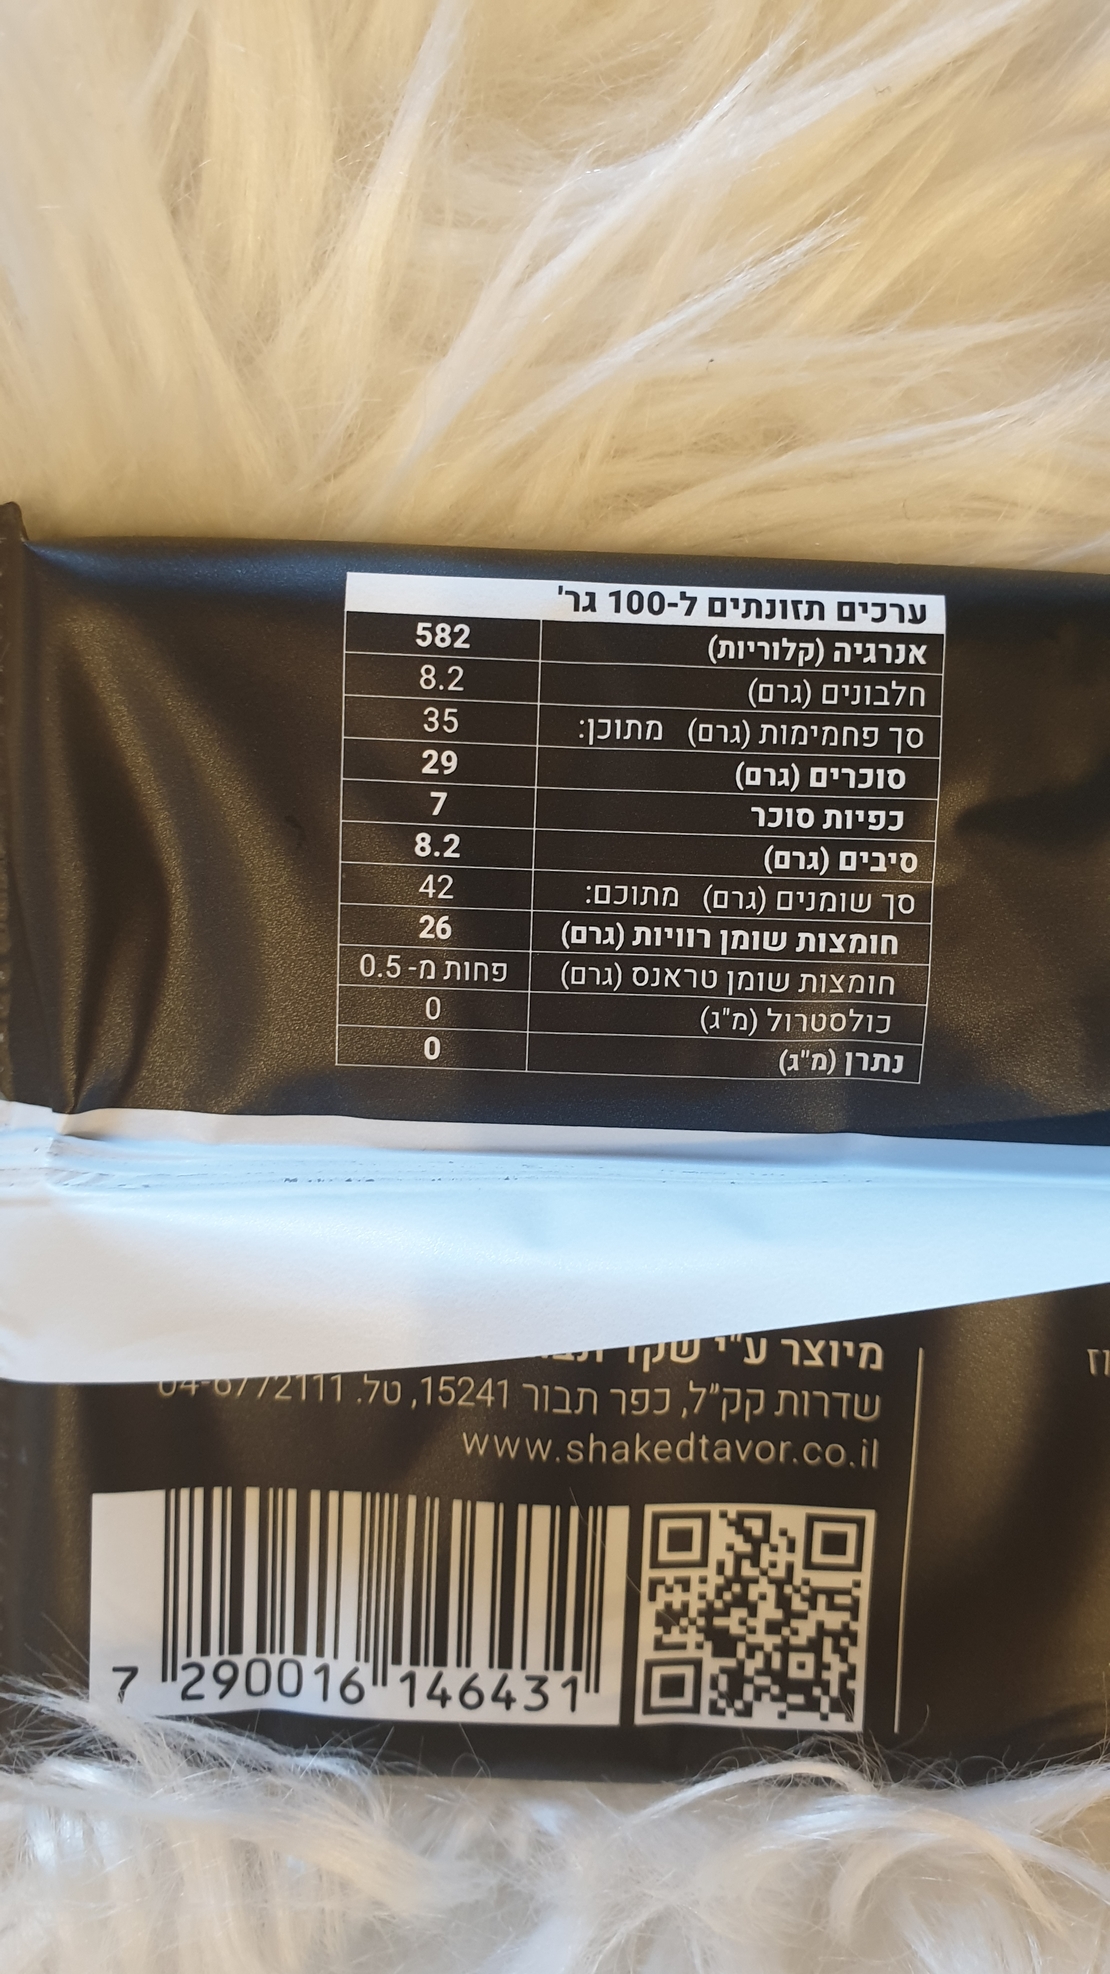 ערכים תזונתים ל-100 גר'
אנרגיה (קלוריות) 582
חלבונים (גרם) 8.2
סך פחמימות (גרם) מתוכן: 35
סוכרים (גרם) 29
כפיות סוכר 7
סיבים (גרם) 8.2
סך שומנים (גרם) מתוכם: 42
חומצות שומן רוויות (גרם) 26
חומצות שומן טראנס (גרם) פחות מ- 0.5
כולסטרול (מ"ג) 0
נתרן (מ"ג) 0
מיוצר ע"י שקד
שדרות קק"ל, כפר תבור 15241, טל. 04-6772111
www.shakedtavor.co.il
7 290016 146431